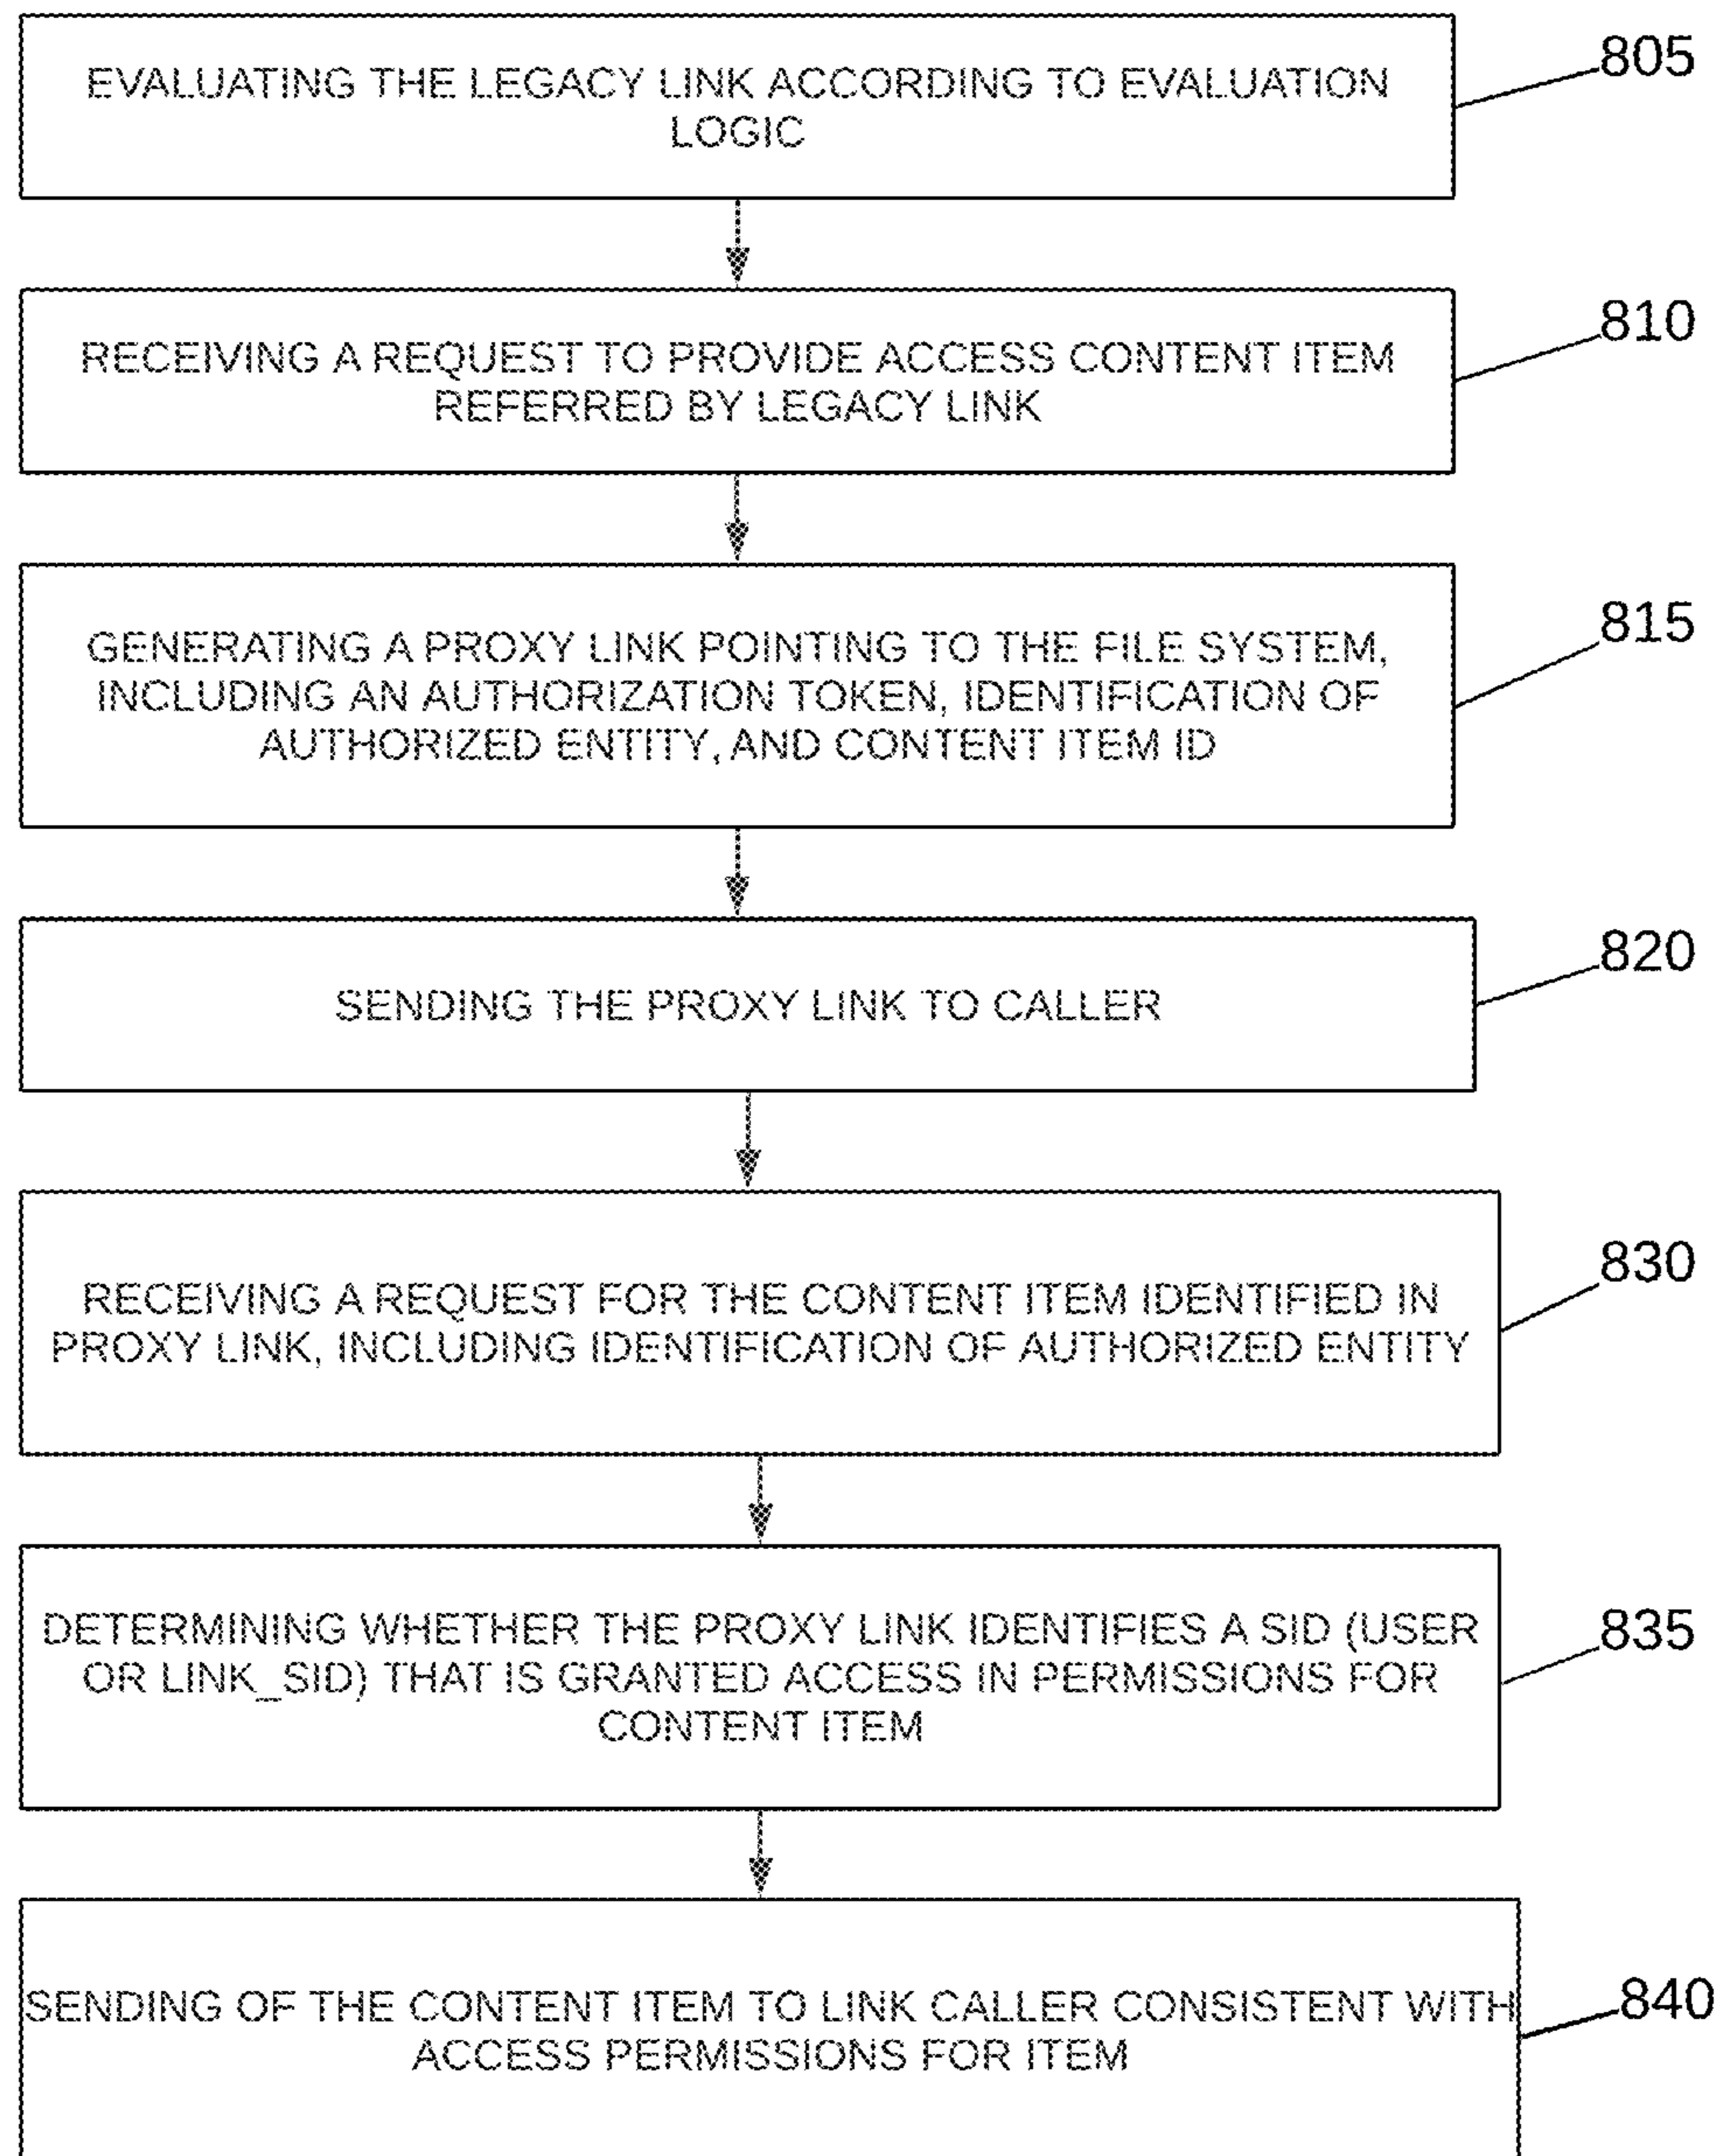 EVALUATING THE LEGACY LINK ACCORDING TO EVALUATION
LOGIC
805
RECEIVING A REQUEST TO PROVIDE ACCESS CONTENT ITEM
REFERRED BY LEGACY LINK
810
GENERATING A PROXY LINK POINTING TO THE FILE SYSTEM,
INCLUDING AN AUTHORIZATION TOKEN, IDENTIFICATION OF
AUTHORIZED ENTITY, AND CONTENT ITEM ID
815
SENDING THE PROXY LINK TO CALLER
820
RECEIVING A REQUEST FOR THE CONTENT ITEM IDENTIFIED IN
PROXY LINK, INCLUDING IDENTIFICATION OF AUTHORIZED ENTITY
830
DETERMINING WHETHER THE PROXY LINK IDENTIFIES A SID (USER
OR LINK_SID) THAT IS GRANTED ACCESS IN PERMISSIONS FOR
CONTENT ITEM
835
SENDING OF THE CONTENT ITEM TO LINK CALLER CONSISTENT WITH
ACCESS PERMISSIONS FOR ITEM
840